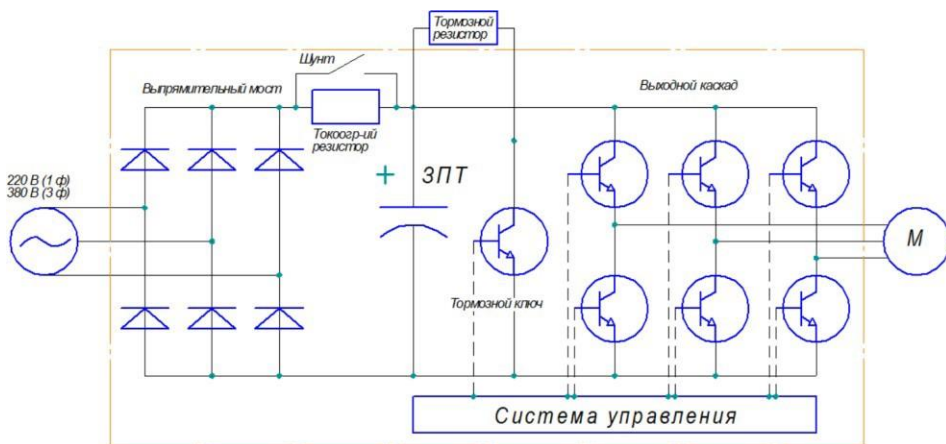 Тормозной
резистор
Шунт
Выпрямительный мост
Выходной каскад
Токоогр-ий
резистор
220 В (1 ф)
380 В (3 ф)
+ ЗПТ
М
Тормозной ключ
Система управления